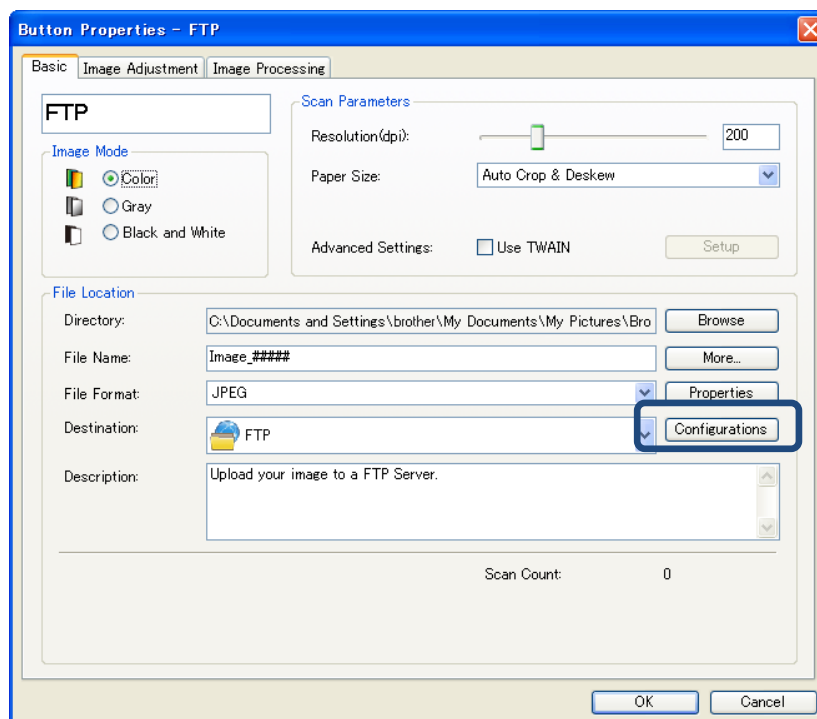 Button Properties - FTP
Basic Image Adjustment Image Processing
FTP
Image Mode
Color
Gray
Black and White
Scan Parameters
Resolution(dpi): 200
Paper Size: Auto Crop & Deskew
Advanced Settings: Use TWAIN Setup
File Location
Directory: C:\Documents and Settings\brother\My Documents\My Pictures\Bro Browse
File Name: Image_##### More...
File Format: JPEG Properties
Destination: FTP Configurations
Description: Upload your image to a FTP Server.
Scan Count: 0
OK Cancel